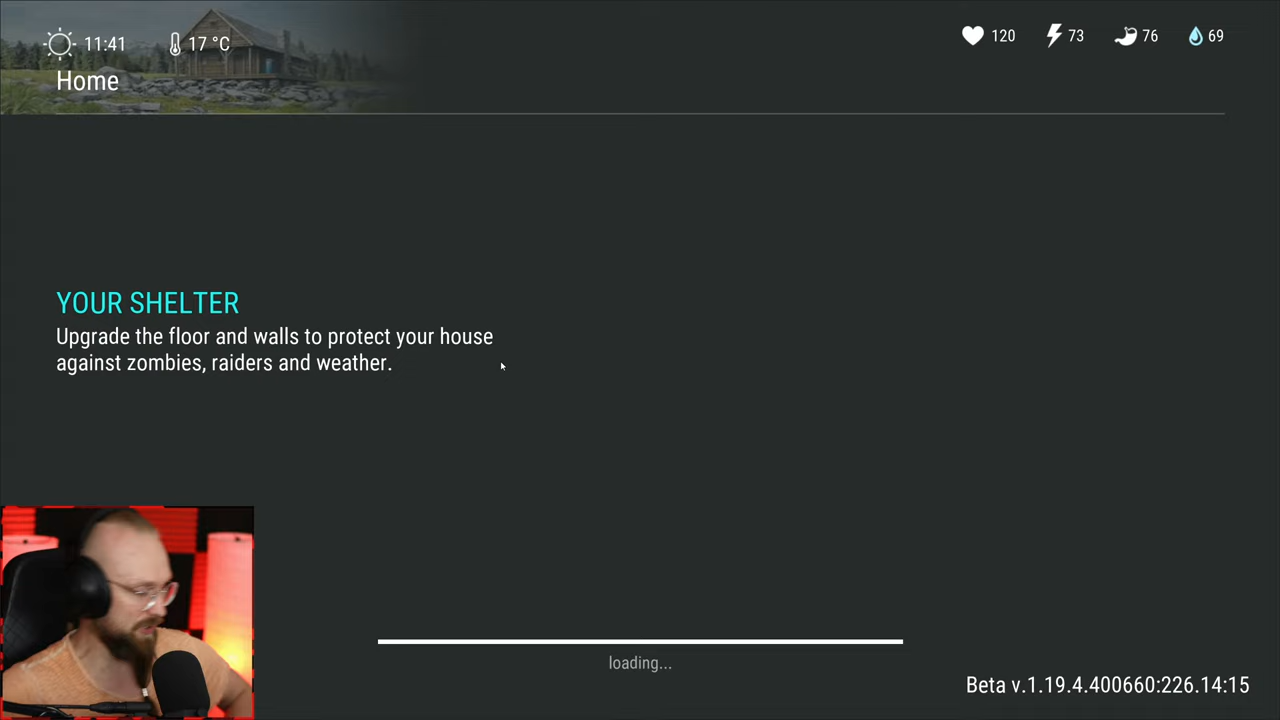 11:41 17 °C
120 73 76 69
Home
YOUR SHELTER
Upgrade the floor and walls to protect your house
against zombies, raiders and weather.
loading...
Beta v.1.19.4.400660:226.14:15